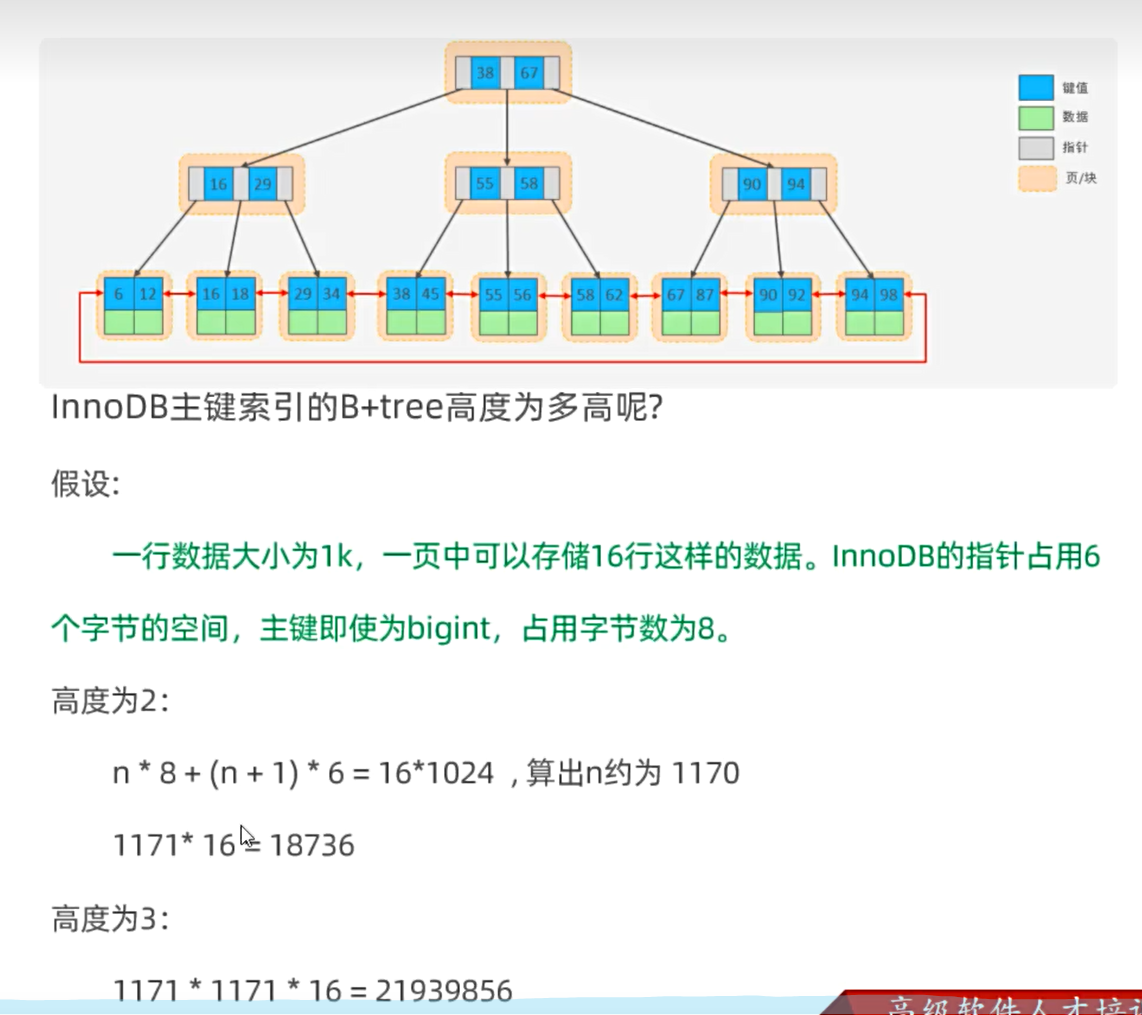 38 67
键值
数据
指针
页/块
16 29
55 58
90 94
6 12
16 18
29 34
38 45
55 56
58 62
67 87
90 92
94 98
InnoDB主键索引的B+tree高度为多高呢?
假设:
一行数据大小为1k，一页中可以存储16行这样的数据。InnoDB的指针占用6
个字节的空间，主键即使为bigint，占用字节数为8。
高度为2：
n * 8 + (n + 1) * 6 = 16*1024 , 算出n约为 1170
1171* 16 = 18736
高度为3：
1171 * 1171 * 16 = 21939856
高级软件人才培